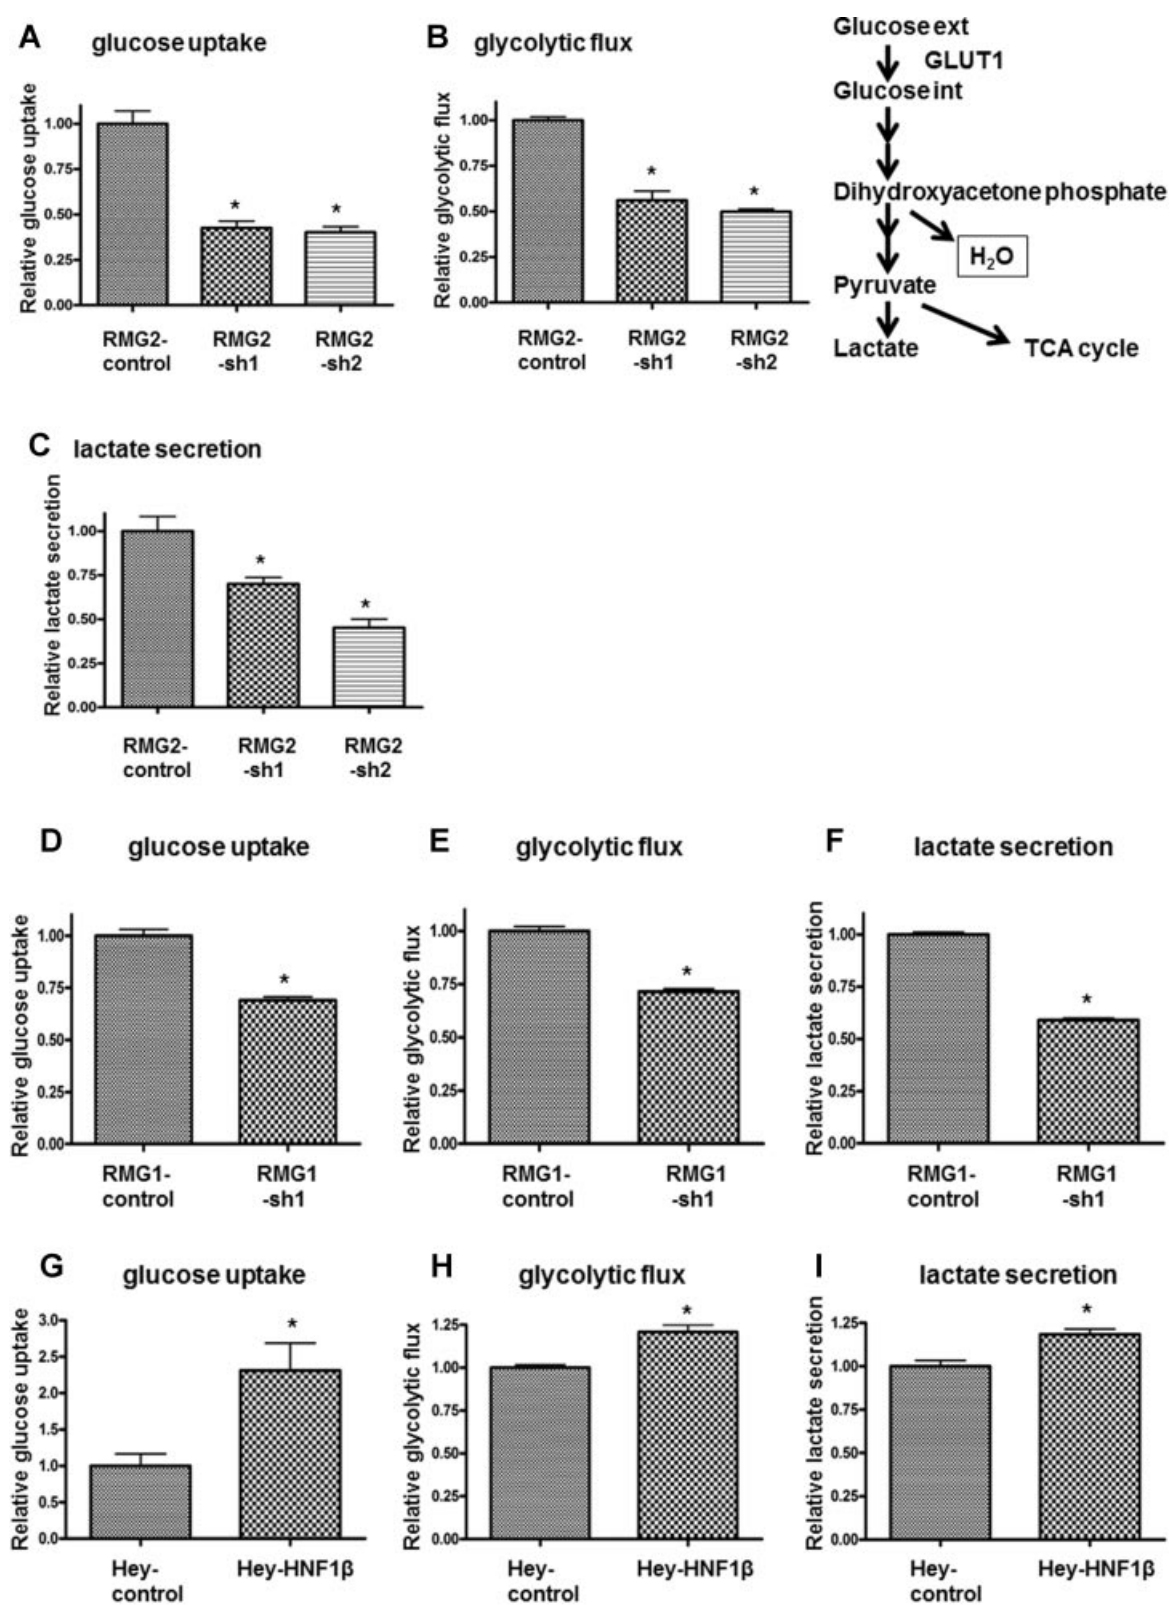 A glucose uptake
Relative glucose uptake
1.00
0.75
0.50
0.25
0.00
* *
RMG2- RMG2 RMG2
control -sh1 -sh2
B glycolytic flux
Relative glycolytic flux
1.00
0.75
0.50
0.25
0.00
* *
RMG2- RMG2 RMG2
control -sh1 -sh2
Glucose ext
GLUT1
Glucose int
Dihydroxyacetone phosphate
H₂O
Pyruvate
Lactate TCA cycle
C lactate secretion
Relative lactate secretion
1.00
0.75
0.50
0.25
0.00
* *
RMG2- RMG2 RMG2
control -sh1 -sh2
D glucose uptake
Relative glucose uptake
1.00
0.75
0.50
0.25
0.00
*
RMG1- RMG1
control -sh1
E glycolytic flux
Relative glycolytic flux
1.00
0.75
0.50
0.25
0.00
*
RMG1- RMG1
control -sh1
F lactate secretion
Relative lactate secretion
1.00
0.75
0.50
0.25
0.00
*
RMG1- RMG1
control -sh1
G glucose uptake
Relative glucose uptake
3.0
2.5
2.0
1.5
1.0
0.5
0.0
*
Hey- Hey-HNF1β
control
H glycolytic flux
Relative glycolytic flux
1.25
1.00
0.75
0.50
0.25
0.00
*
Hey- Hey-HNF1β
control
I lactate secretion
Relative lactate secretion
1.25
1.00
0.75
0.50
0.25
0.00
*
Hey- Hey-HNF1β
control